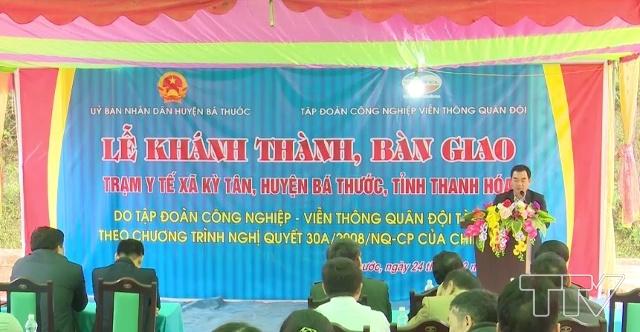 ỦY BAN NHÂN DÂN HUYỆN BÁ THƯỚC
TẬP ĐOÀN CÔNG NGHIỆP VIỄN THÔNG QUÂN ĐỘI
LỄ KHÁNH THÀNH, BÀN GIAO
TRẠM Y TẾ XÃ KỲ TÂN, HUYỆN BÁ THƯỚC, TỈNH THANH HÓA
DO TẬP ĐOÀN CÔNG NGHIỆP - VIỄN THÔNG QUÂN ĐỘI
THEO CHƯƠNG TRÌNH NGHỊ QUYẾT 30A/2008/NQ-CP CỦA
ngày 24
TTV